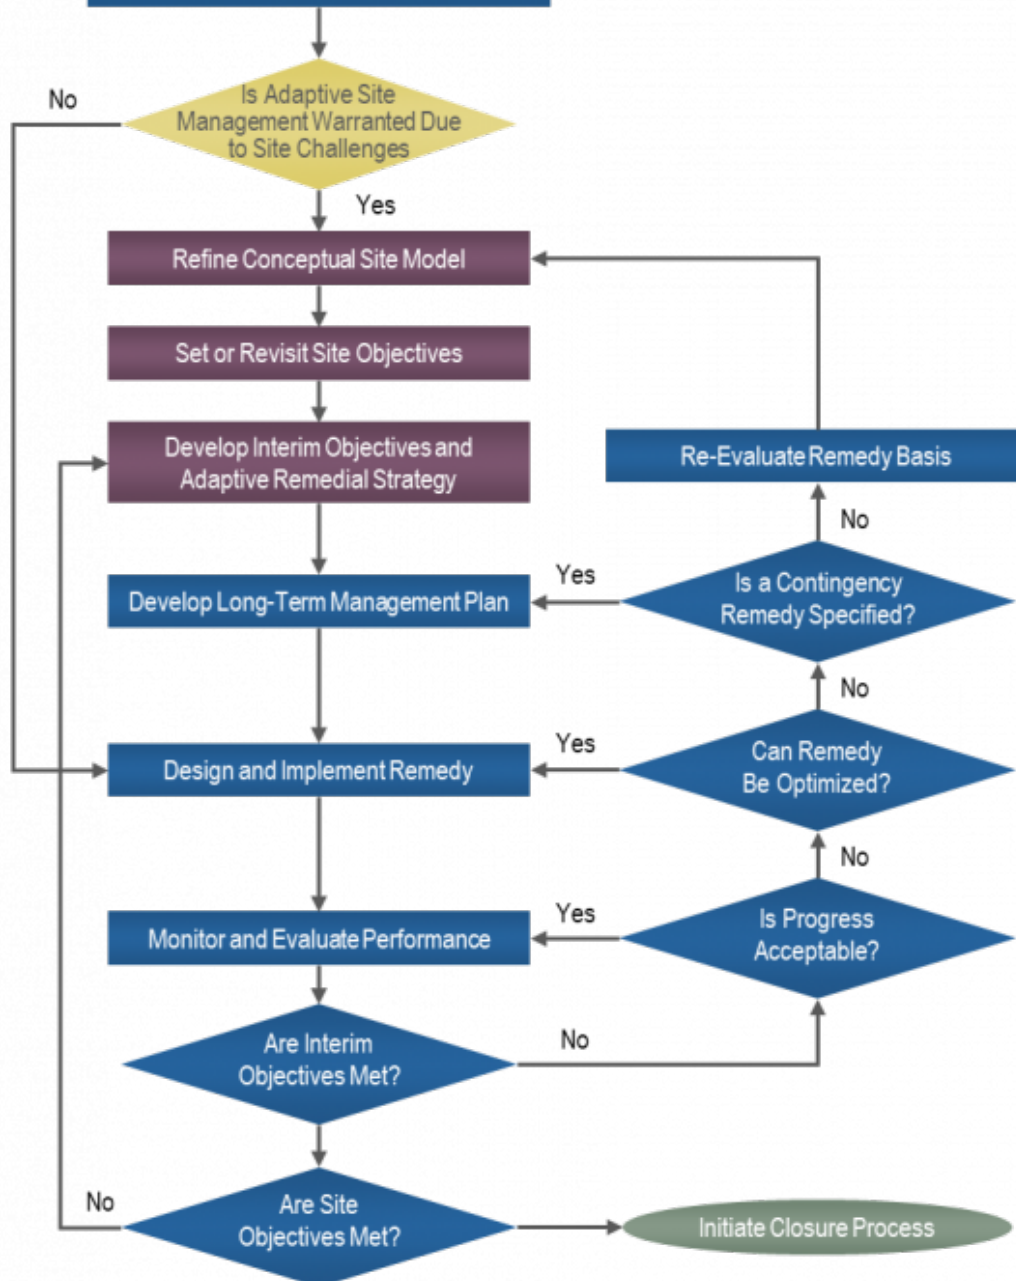 No
Is Adaptive Site
Management Warranted Due
to Site Challenges
Yes
Refine Conceptual Site Model
Set or Revisit Site Objectives
Develop Interim Objectives and
Adaptive Remedial Strategy
Re-Evaluate Remedy Basis
No
Develop Long-Term Management Plan
Yes
Is a Contingency
Remedy Specified?
No
Design and Implement Remedy
Yes
Can Remedy
Be Optimized?
No
Monitor and Evaluate Performance
Yes
Is Progress
Acceptable?
Are Interim
Objectives Met?
No
No
Are Site
Objectives Met?
Initiate Closure Process